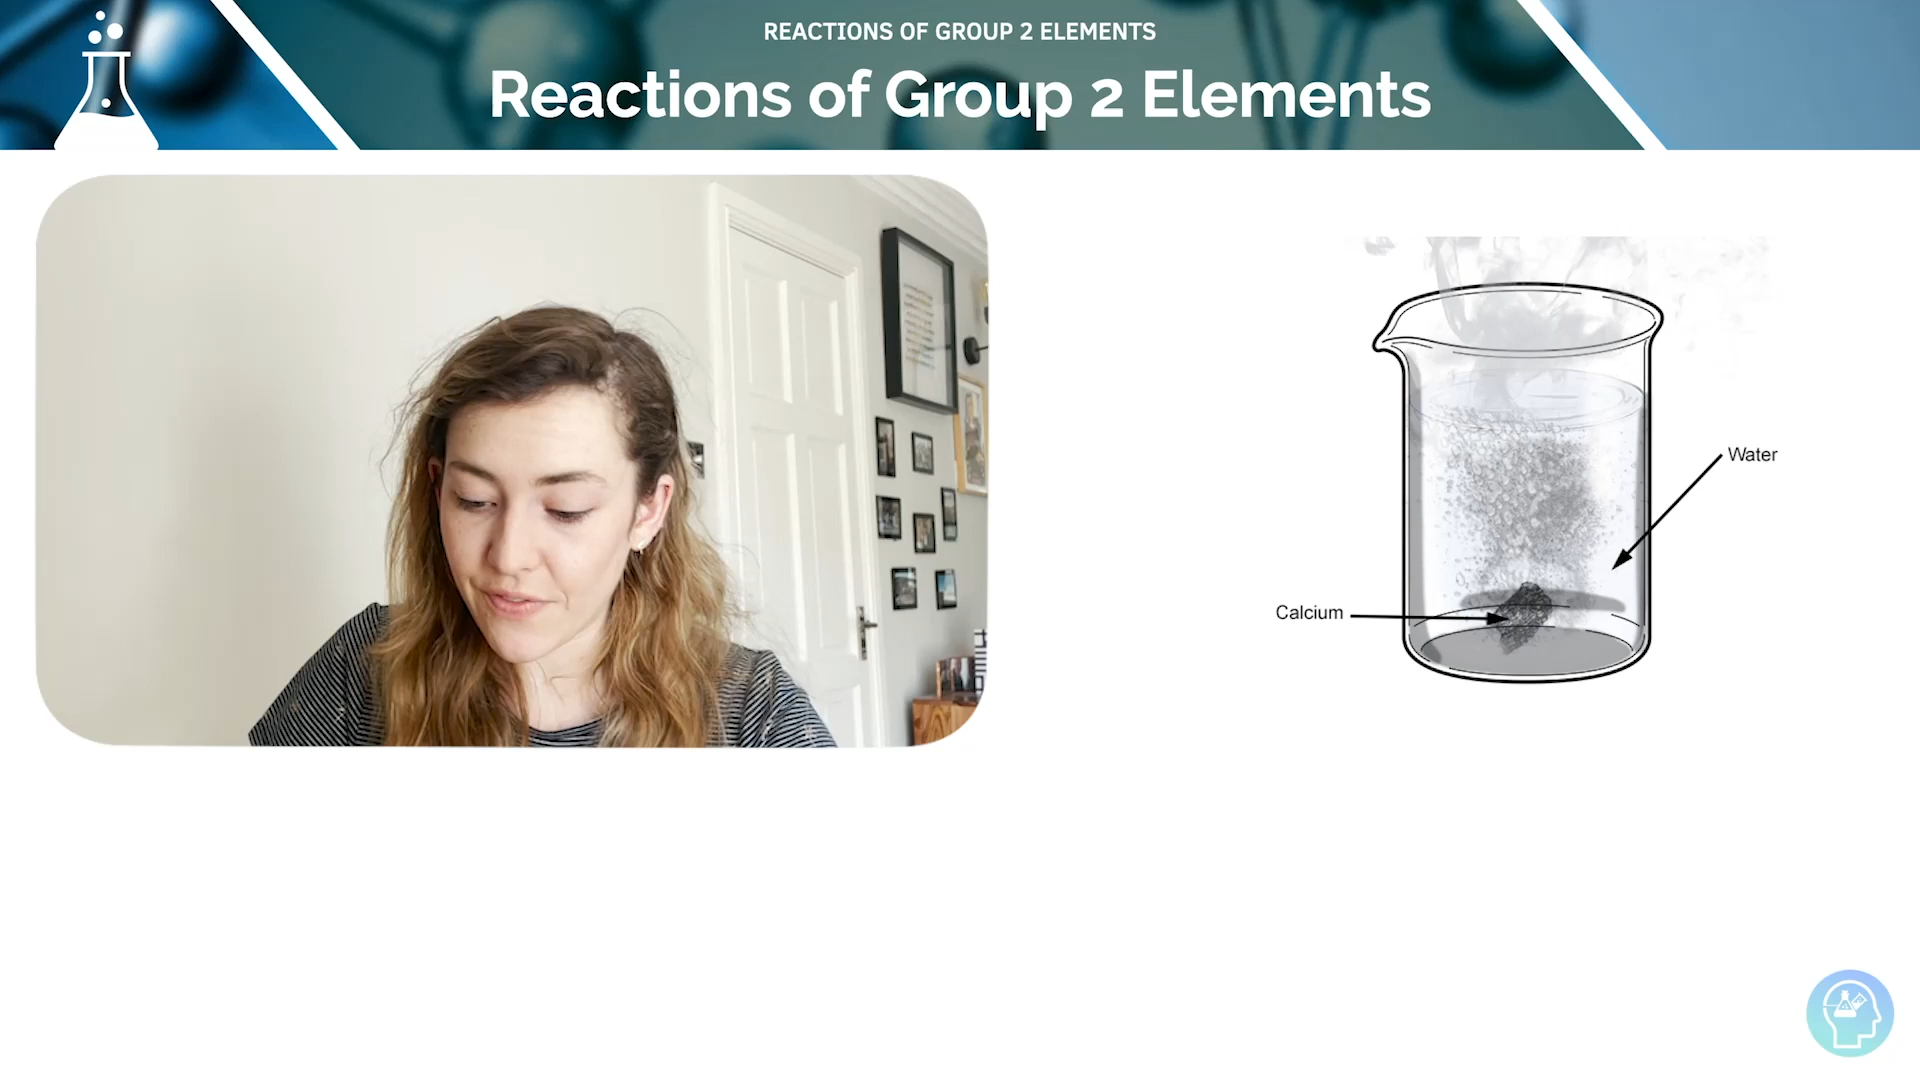 REACTIONS OF GROUP 2 ELEMENTS
Reactions of Group 2 Elements
Water
Calcium